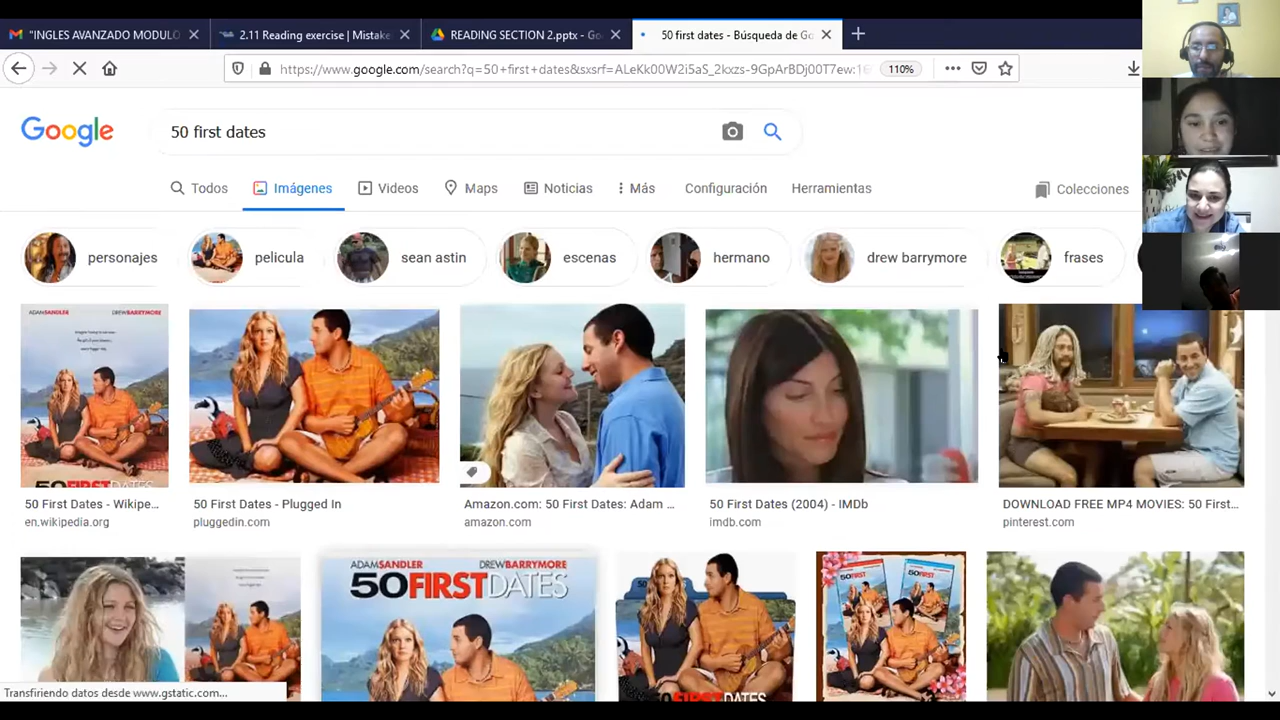 "INGLES AVANZADO MODULO
2.11 Reading exercise | Mistake
READING SECTION 2.pptx - Go
50 first dates - Búsqueda de Go
https://www.google.com/search?q=50+first+dates&sxsrf=ALeKk00W2i5aS_2kxzs-9GpArBDj00T7ew:16
110%
Google
50 first dates
Todos
Imágenes
Videos
Maps
Noticias
Más
Configuración
Herramientas
Colecciones
personajes
pelicula
sean astin
escenas
hermano
drew barrymore
frases
ADAM SANDLER DREW BARRYMORE
50 FIRST DATES
50 First Dates - Wikipe...
en.wikipedia.org
50 First Dates - Plugged In
pluggedin.com
Amazon.com: 50 First Dates: Adam ...
amazon.com
50 First Dates (2004) - IMDb
imdb.com
DOWNLOAD FREE MP4 MOVIES: 50 First...
pinterest.com
ADAM SANDLER DREW BARRYMORE
50 FIRST DATES
50 FIRST DATES
Transfiriendo datos desde www.gstatic.com...